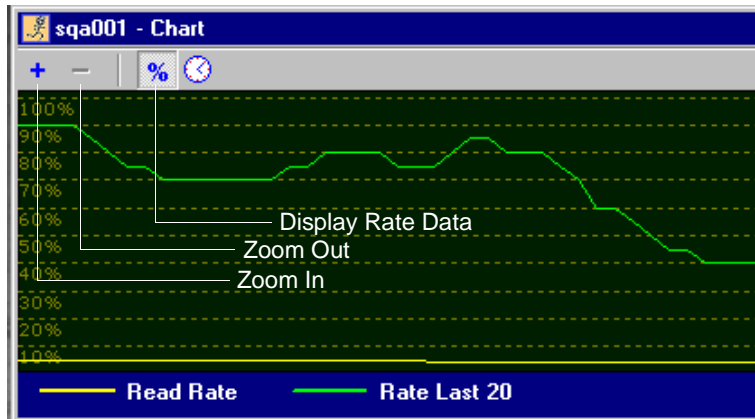 sqa001 - Chart
+ - %
100%
90%
80%
70%
60%
Display Rate Data
50%
Zoom Out
40%
Zoom In
30%
20%
10%
Read Rate Rate Last 20